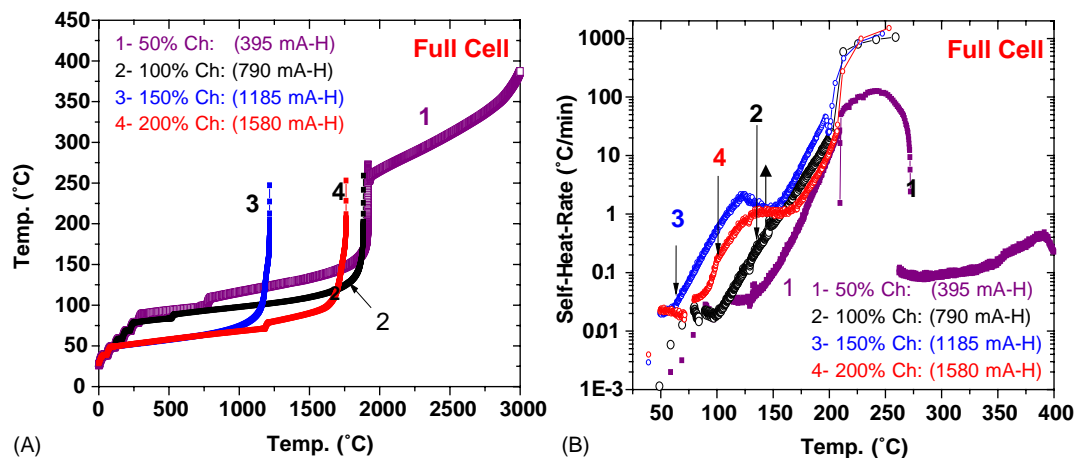 (A)
450
400
350
300
250
200
150
100
50
0
Temp. (˚C)
1- 50% Ch: (395 mA-H)
2- 100% Ch: (790 mA-H)
3- 150% Ch: (1185 mA-H)
4- 200% Ch: (1580 mA-H)
Full Cell
1
3
4
2
2
0 500 1000 1500 2000 2500 3000
Temp. (˚C)
(B)
1000
100
10
1
0.1
0.01
1E-3
Self-Heat-Rate (˚C/min)
Full Cell
2
4
3
1
1
1- 50% Ch: (395 mA-H)
2- 100% Ch: (790 mA-H)
3- 150% Ch: (1185 mA-H)
4- 200% Ch: (1580 mA-H)
50 100 150 200 250 300 350 400
Temp. (˚C)